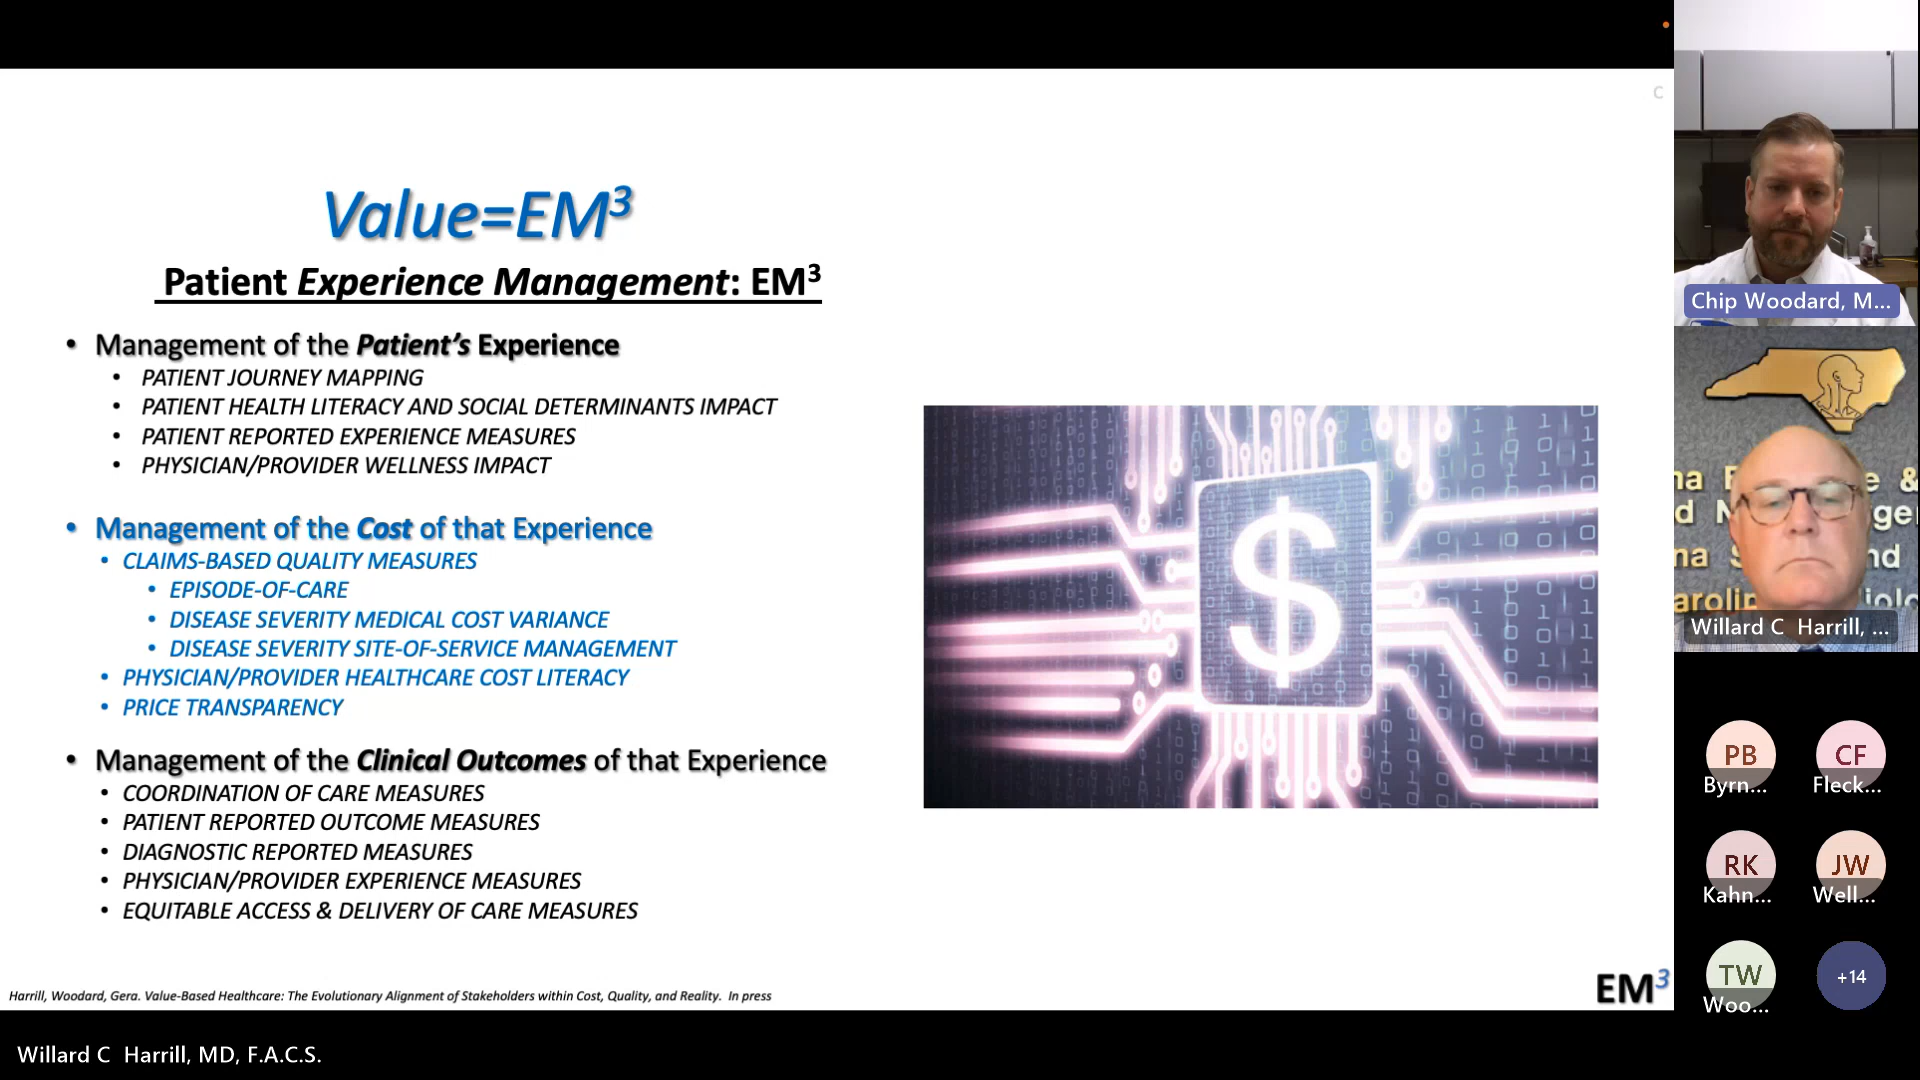 Value=EM³
Patient Experience Management: EM³
• Management of the Patient's Experience
• PATIENT JOURNEY MAPPING
• PATIENT HEALTH LITERACY AND SOCIAL DETERMINANTS IMPACT
• PATIENT REPORTED EXPERIENCE MEASURES
• PHYSICIAN/PROVIDER WELLNESS IMPACT
• Management of the Cost of that Experience
• CLAIMS-BASED QUALITY MEASURES
• EPISODE-OF-CARE
• DISEASE SEVERITY MEDICAL COST VARIANCE
• DISEASE SEVERITY SITE-OF-SERVICE MANAGEMENT
• PHYSICIAN/PROVIDER HEALTHCARE COST LITERACY
• PRICE TRANSPARENCY
• Management of the Clinical Outcomes of that Experience
• COORDINATION OF CARE MEASURES
• PATIENT REPORTED OUTCOME MEASURES
• DIAGNOSTIC REPORTED MEASURES
• PHYSICIAN/PROVIDER EXPERIENCE MEASURES
• EQUITABLE ACCESS & DELIVERY OF CARE MEASURES
$
Harrill, Woodard, Gera. Value-Based Healthcare: The Evolutionary Alignment of Stakeholders within Cost, Quality, and Reality. In press
EM³
Willard C Harrill, MD, F.A.C.S.
C
Chip Woodard, M...
Willard C Harrill, ...
PB
Byrn...
CF
Fleck...
RK
Kahn...
JW
Well...
TW
Woo...
+14